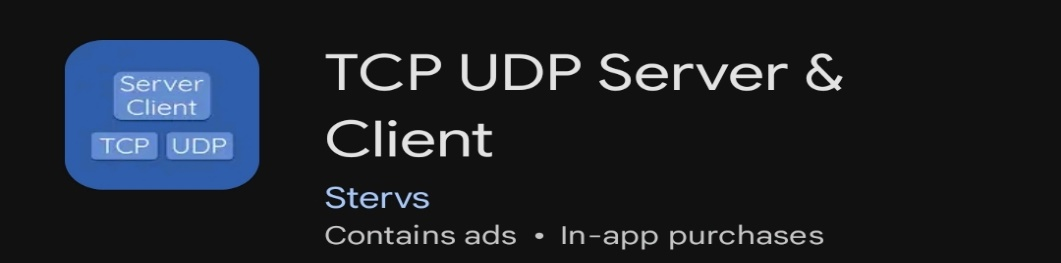 Server
Client
TCP UDP
TCP UDP Server &
Client
Stervs
Contains ads • In-app purchases